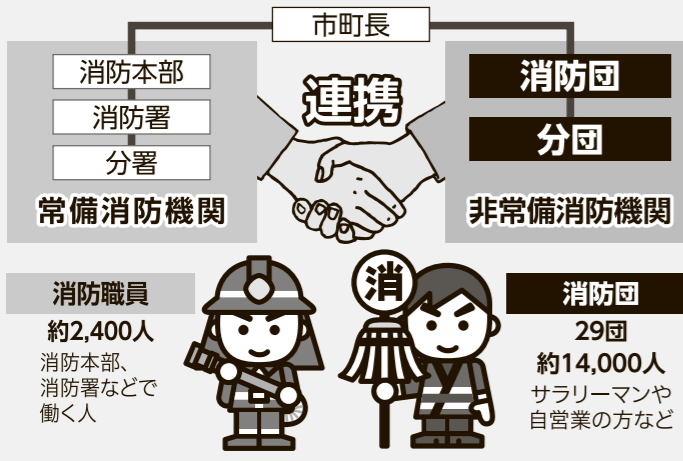 市町長
消防本部
消防署
分署
常備消防機関
連携
消防団
分団
非常備消防機関
消防職員
約2,400人
消防本部、
消防署などで
働く人
消
消防団
29団
約14,000人
サラリーマンや
自営業の方など